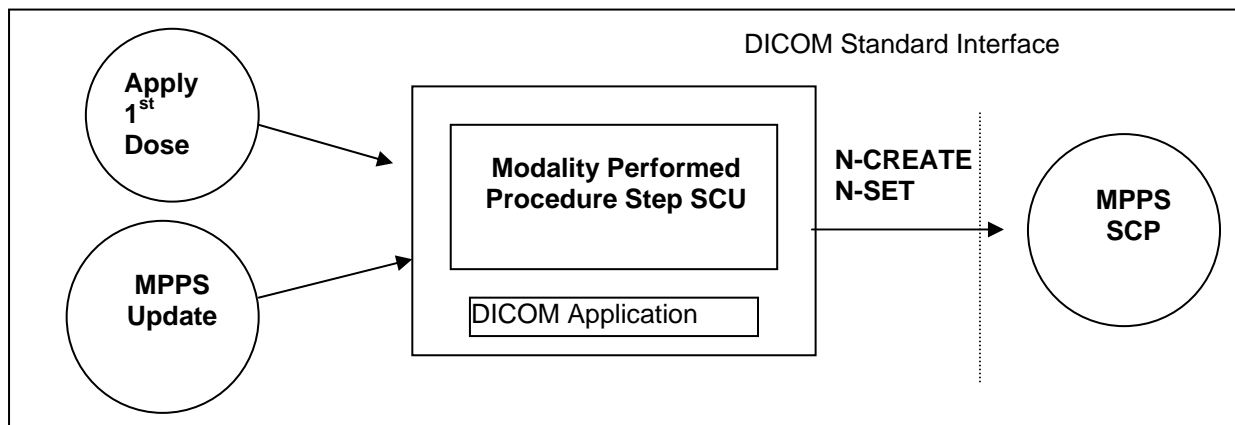 DICOM Standard Interface
Apply
1st
Dose
Modality Performed
Procedure Step SCU
N-CREATE
N-SET
MPPS
SCP
MPPS
Update
DICOM Application